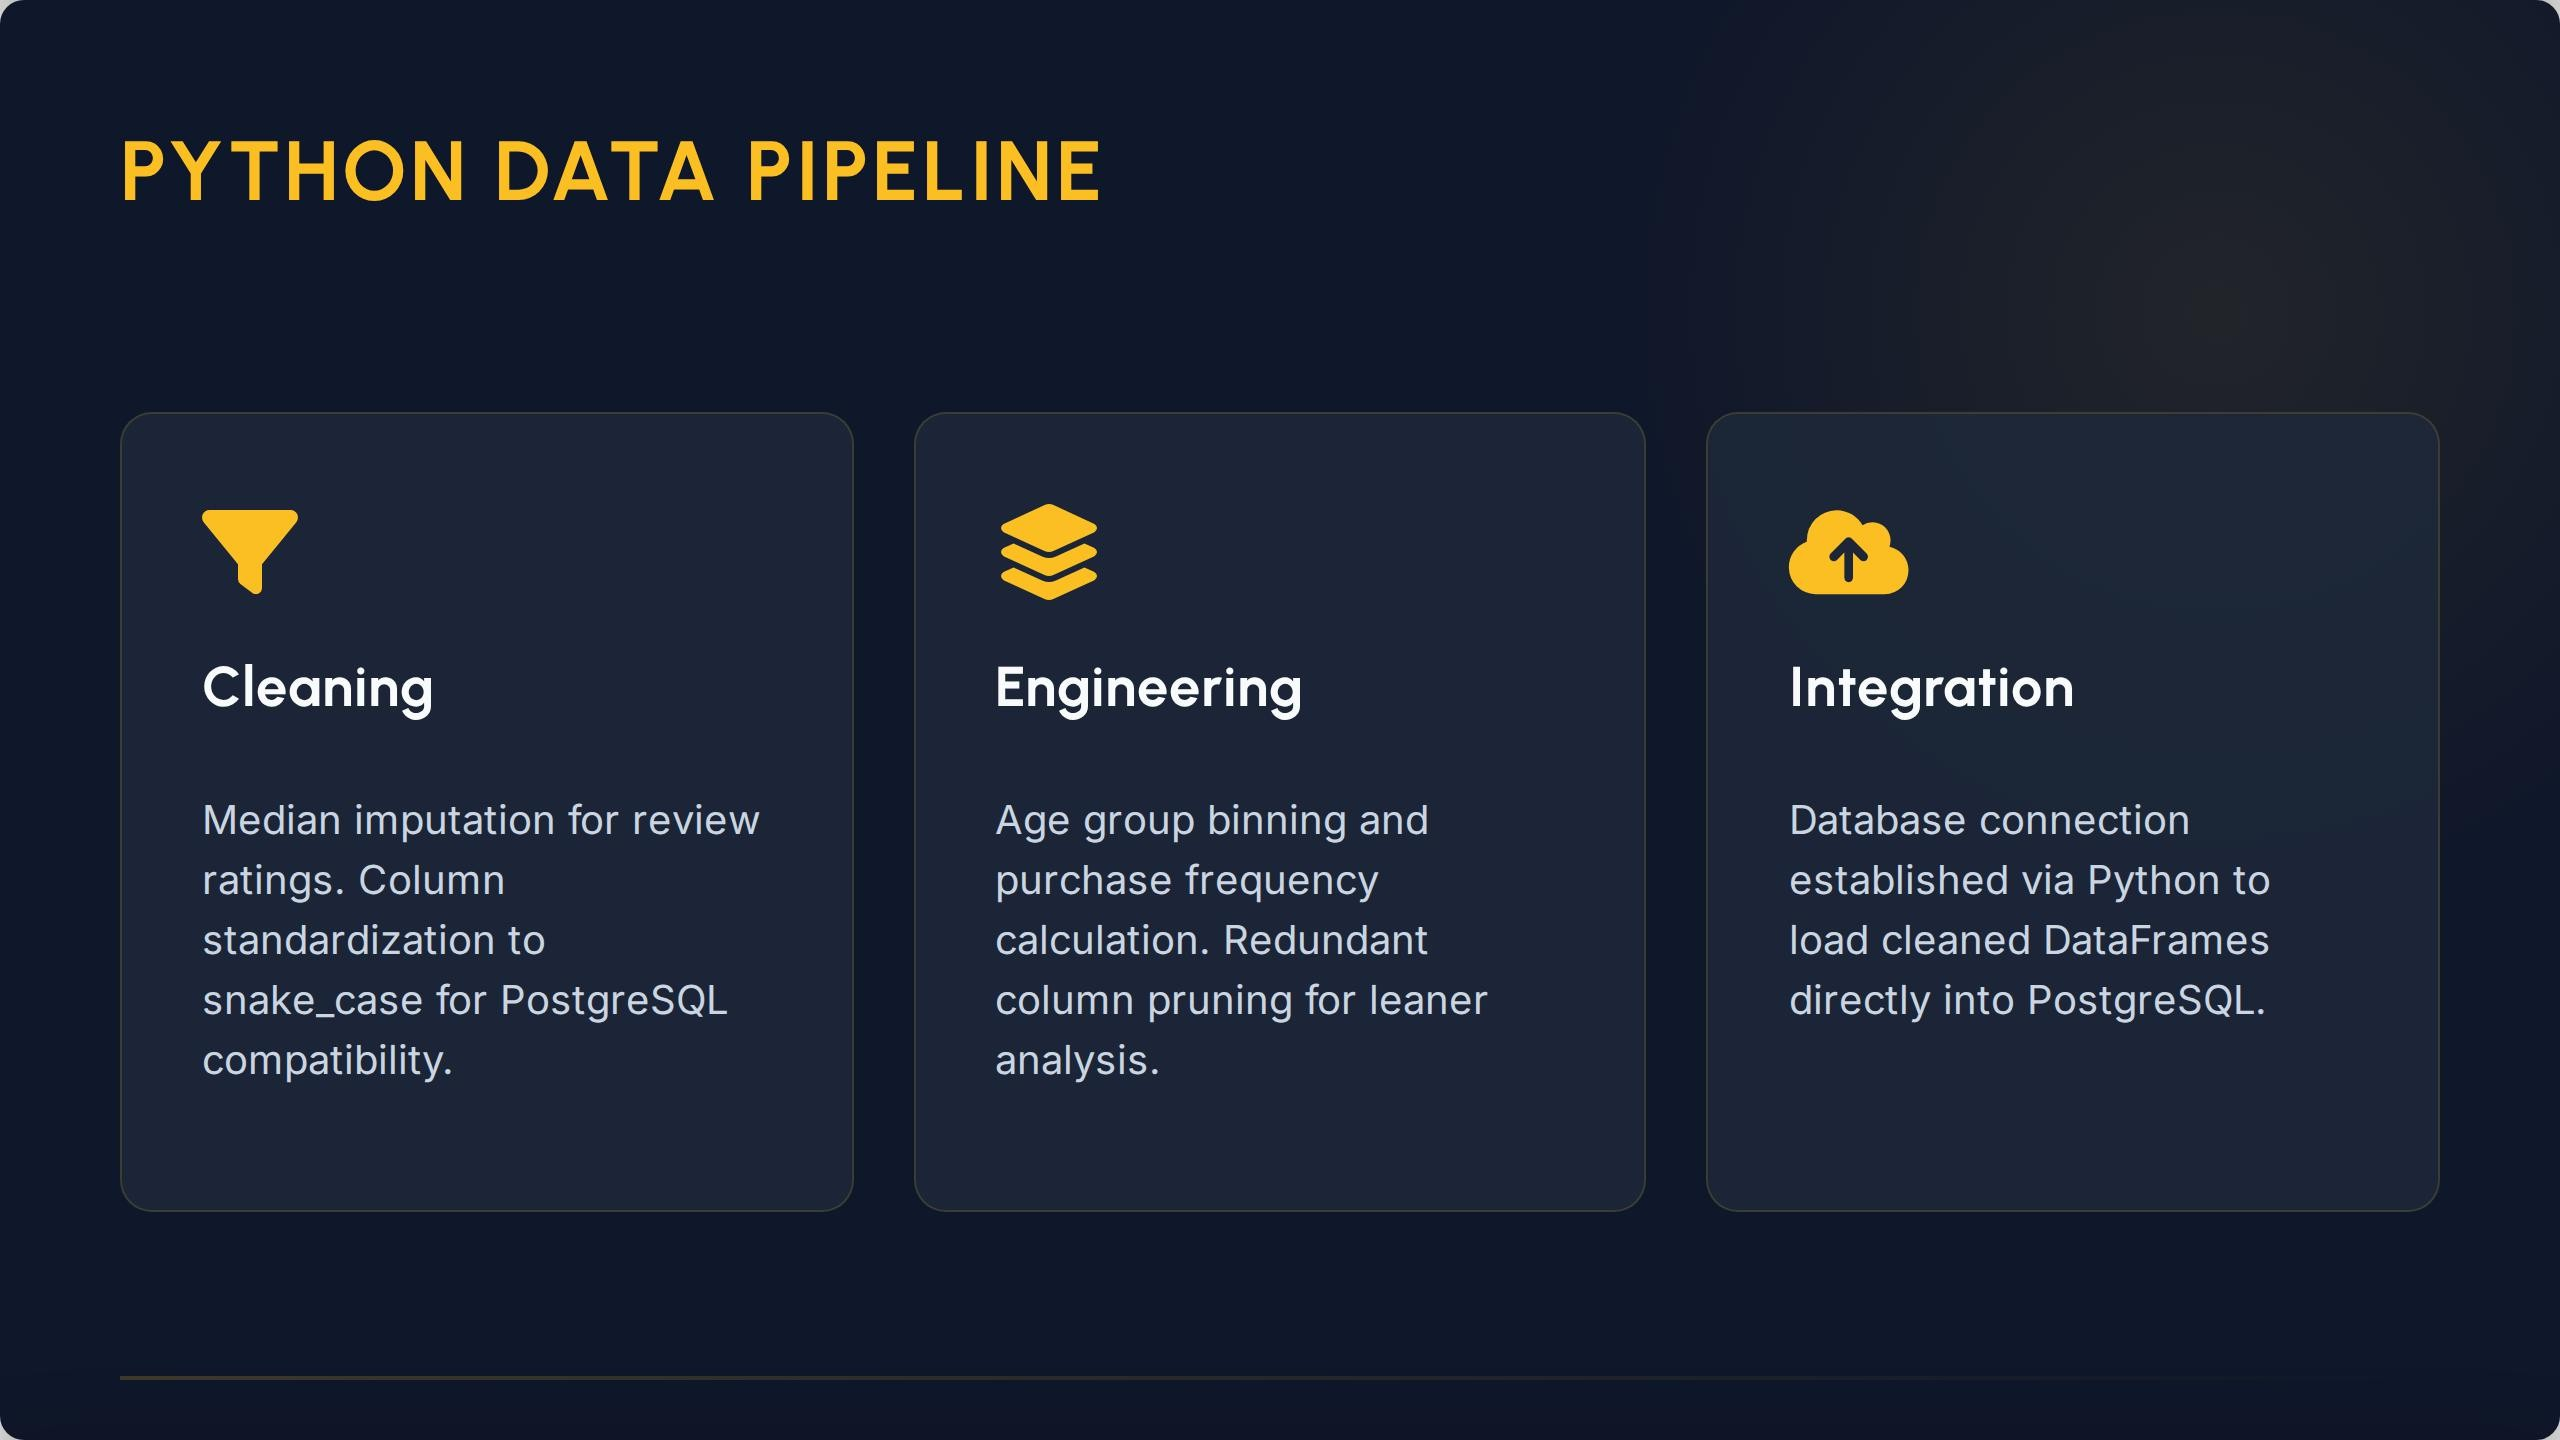 PYTHON DATA PIPELINE
Cleaning
Median imputation for review
ratings. Column
standardization to
snake_case for PostgreSQL
compatibility.
Engineering
Age group binning and
purchase frequency
calculation. Redundant
column pruning for leaner
analysis.
Integration
Database connection
established via Python to
load cleaned DataFrames
directly into PostgreSQL.